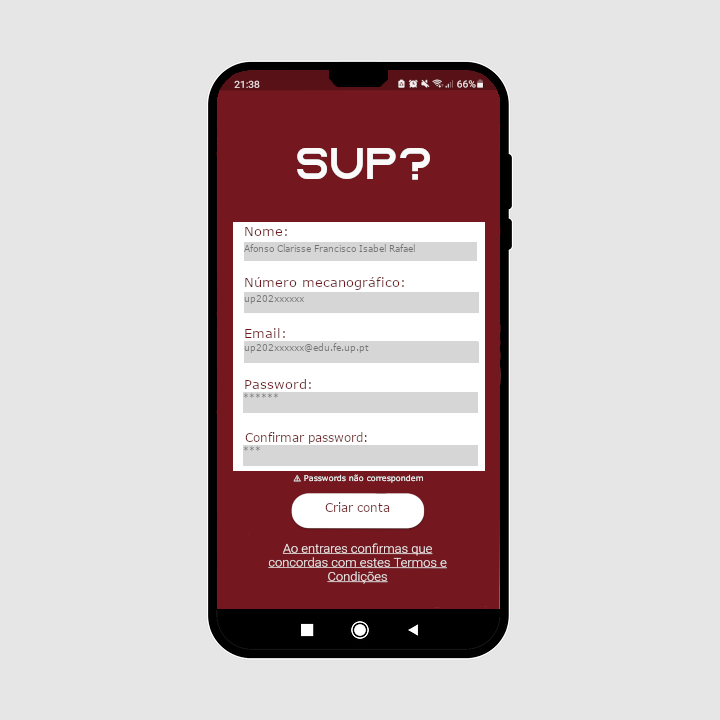 21:38 66%
SUP?
Nome:
Afonso Clarisse Francisco Isabel Rafael
Número mecanográfico:
up202xxxxxx
Email:
up202xxxxxx@edu.fe.up.pt
Password:
******
Confirmar password:
***
⚠ Passwords não correspondem
Criar conta
Ao entrares confirmas que
concordas com estes Termos e
Condições